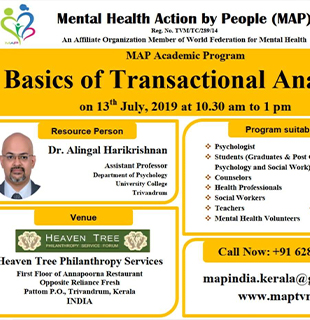 Mental Health Action by People (MAP)
Reg. No. TVM/TC/289/14
An Affiliate Organization Member of World Federation for Mental Health
MAP Academic Program
Basics of Transactional Ana
on 13th July, 2019 at 10.30 am to 1 pm
Resource Person
Dr. Alingal Harikrishnan
Assistant Professor
Department of Psychology
University College
Trivandrum
Venue
HEAVEN TREE
PHILANTHROPY SERVICE FORUM
Heaven Tree Philanthropy Services
First Floor of Annapoorna Restaurant
Opposite Reliance Fresh
Pattom P.O., Trivandrum, Kerala
INDIA
Program suitab
Psychologist
Students (Graduates & Post G
Psychology and Social Work)
Counselors
Health Professionals
Social Workers
Teachers
Mental Health Volunteers
Call Now: +91 628
mapindia.kerala@g
www.maptv